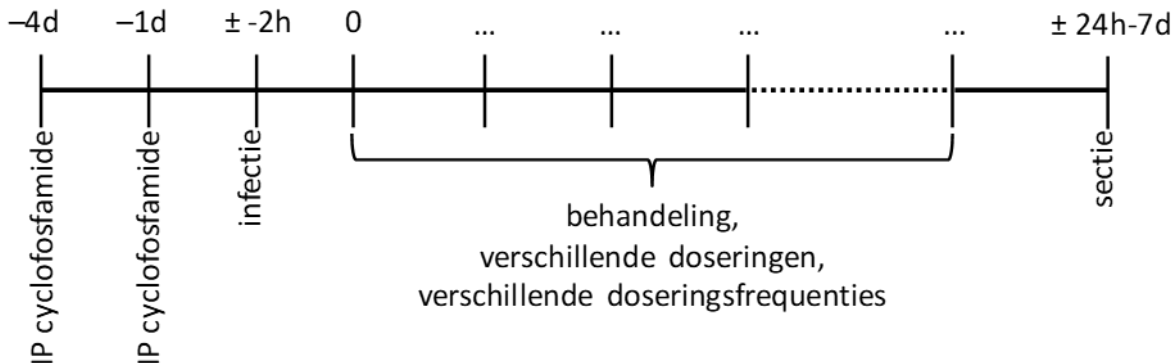 –4d –1d ± -2h 0 ... ... ... ... ± 24h-7d
IP cyclofosfamide
IP cyclofosfamide
infectie
sectie
behandeling,
verschillende doseringen,
verschillende doseringsfrequenties